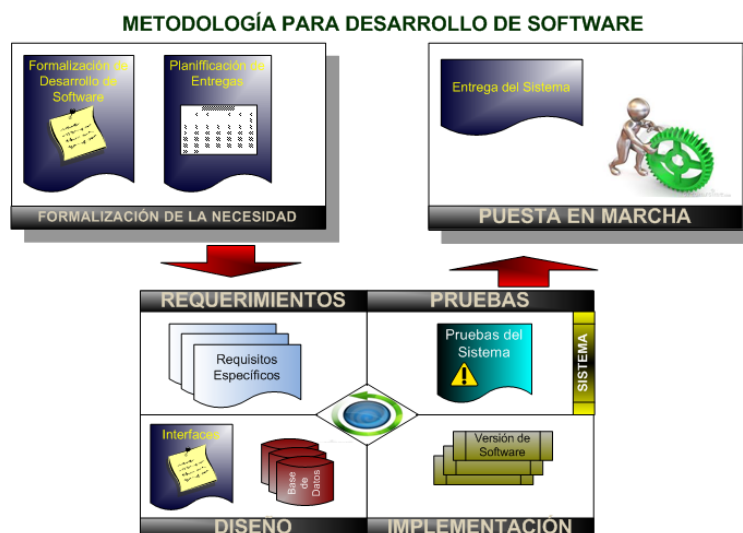 METODOLOGÍA PARA DESARROLLO DE SOFTWARE
Formalización de
Desarrollo de
Software
Planiffición de
Entregas
FORMALIZACIÓN DE LA NECESIDAD
Entrega del Sistema
PUESTA EN MARCHA
REQUERIMIENTOS
PRUEBAS
Requisitos
Específicos
Pruebas del
Sistema
SISTEMA
Interfaces
Base
de
Datos
Versión de
Software
DISEÑO
IMPLEMENTACIÓN